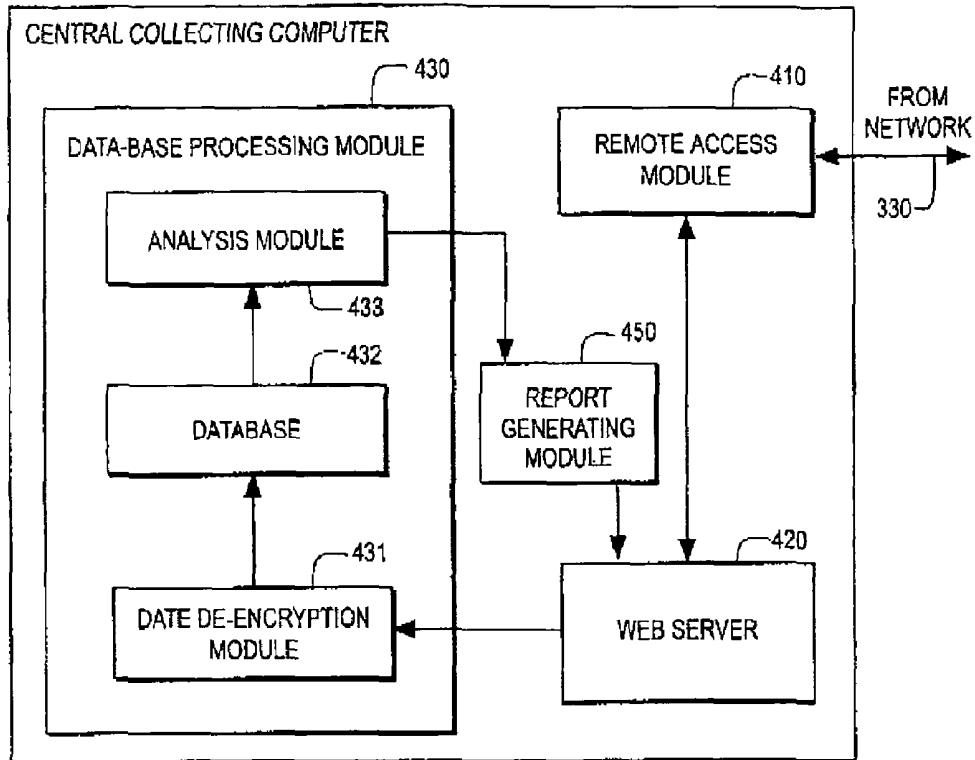 CENTRAL COLLECTING COMPUTER
430
DATA-BASE PROCESSING MODULE
ANALYSIS MODULE
433
432
DATABASE
431
DATE DE-ENCRYPTION
MODULE
410
REMOTE ACCESS
MODULE
FROM
NETWORK
330
450
REPORT
GENERATING
MODULE
420
WEB SERVER